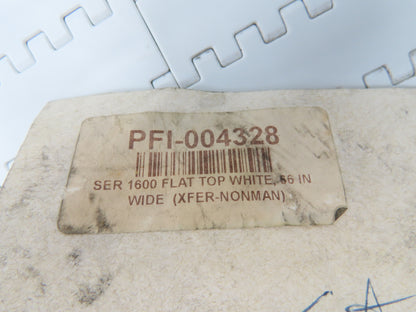 PFI-004328
SER 1600 FLAT TOP WHITE, 66 IN
WIDE (XFER-NONMAN)